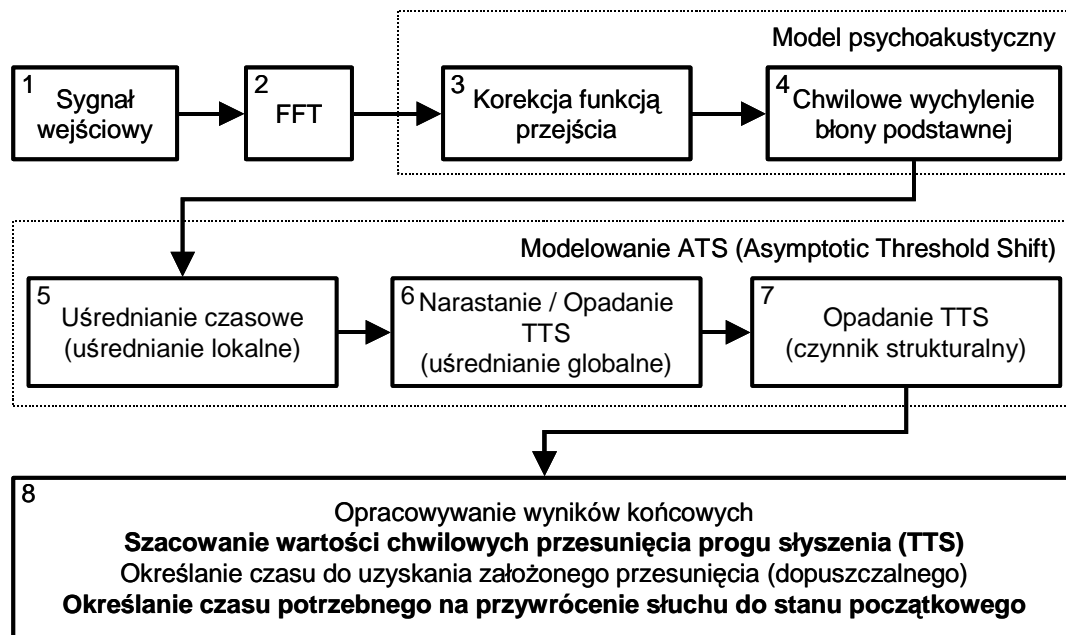 Model psychoakustyczny
1
Sygnał
wejściowy
2
FFT
3
Korekcja funkcją
przejścia
4
Chwilowe wychylenie
błony podstawnej
Modelowanie ATS (Asymptotic Threshold Shift)
5
Uśrednianie czasowe
(uśrednianie lokalne)
6
Narastanie / Opadanie
TTS
(uśrednianie globalne)
7
Opadanie TTS
(czynnik strukturalny)
8
Opracowywanie wyników końcowych
Szacowanie wartości chwilowych przesunięcia progu słyszenia (TTS)
Określanie czasu do uzyskania założonego przesunięcia (dopuszczalnego)
Określanie czasu potrzebnego na przywrócenie słuchu do stanu początkowego